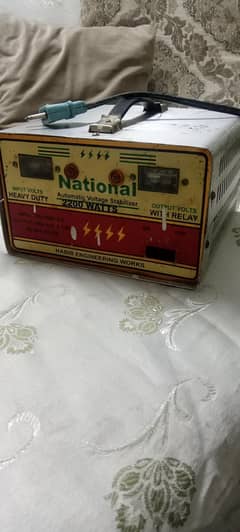 National
Automatic Voltage Stabilizer
2200 WATTS
INPUT VOLTS
HEAVY DUTY
OUTPUT VOLTS
WITH RELAY
HABIB ENGINEERING WORKS